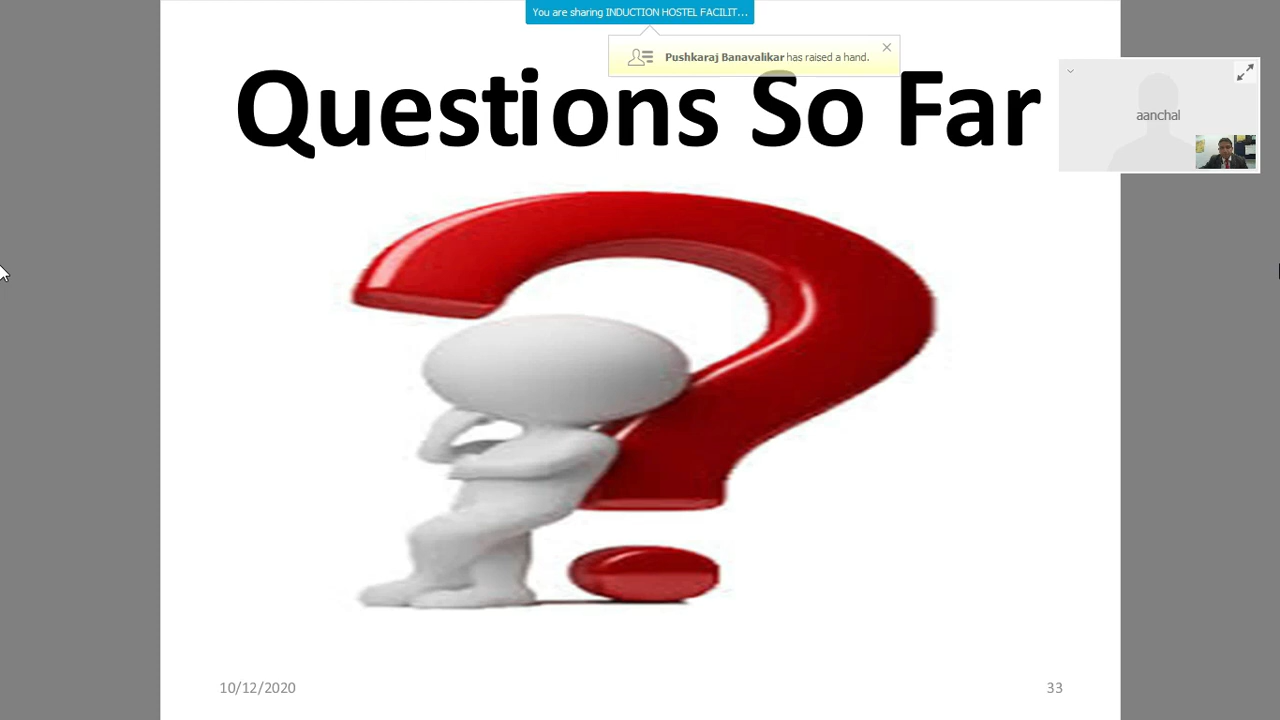 You are sharing INDUCTION HOSTEL FACILIT...
Pushkaraj Banavalikar has raised a hand.
Questions So Far
aanchal
10/12/2020
33